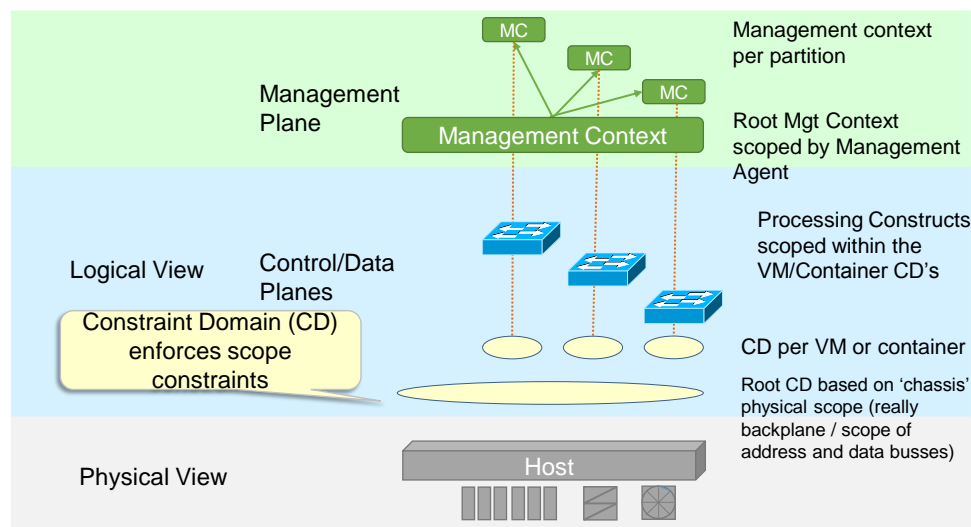 MC
MC
MC
Management context
per partition
Management
Plane
Management Context
Root Mgt Context
scoped by Management
Agent
Processing Constructs
scoped within the
VM/Container CD's
Logical View
Control/Data
Planes
Constraint Domain (CD)
enforces scope
constraints
CD per VM or container
Root CD based on ‘chassis’
physical scope (really
backplane / scope of
address and data busses)
Host
Physical View